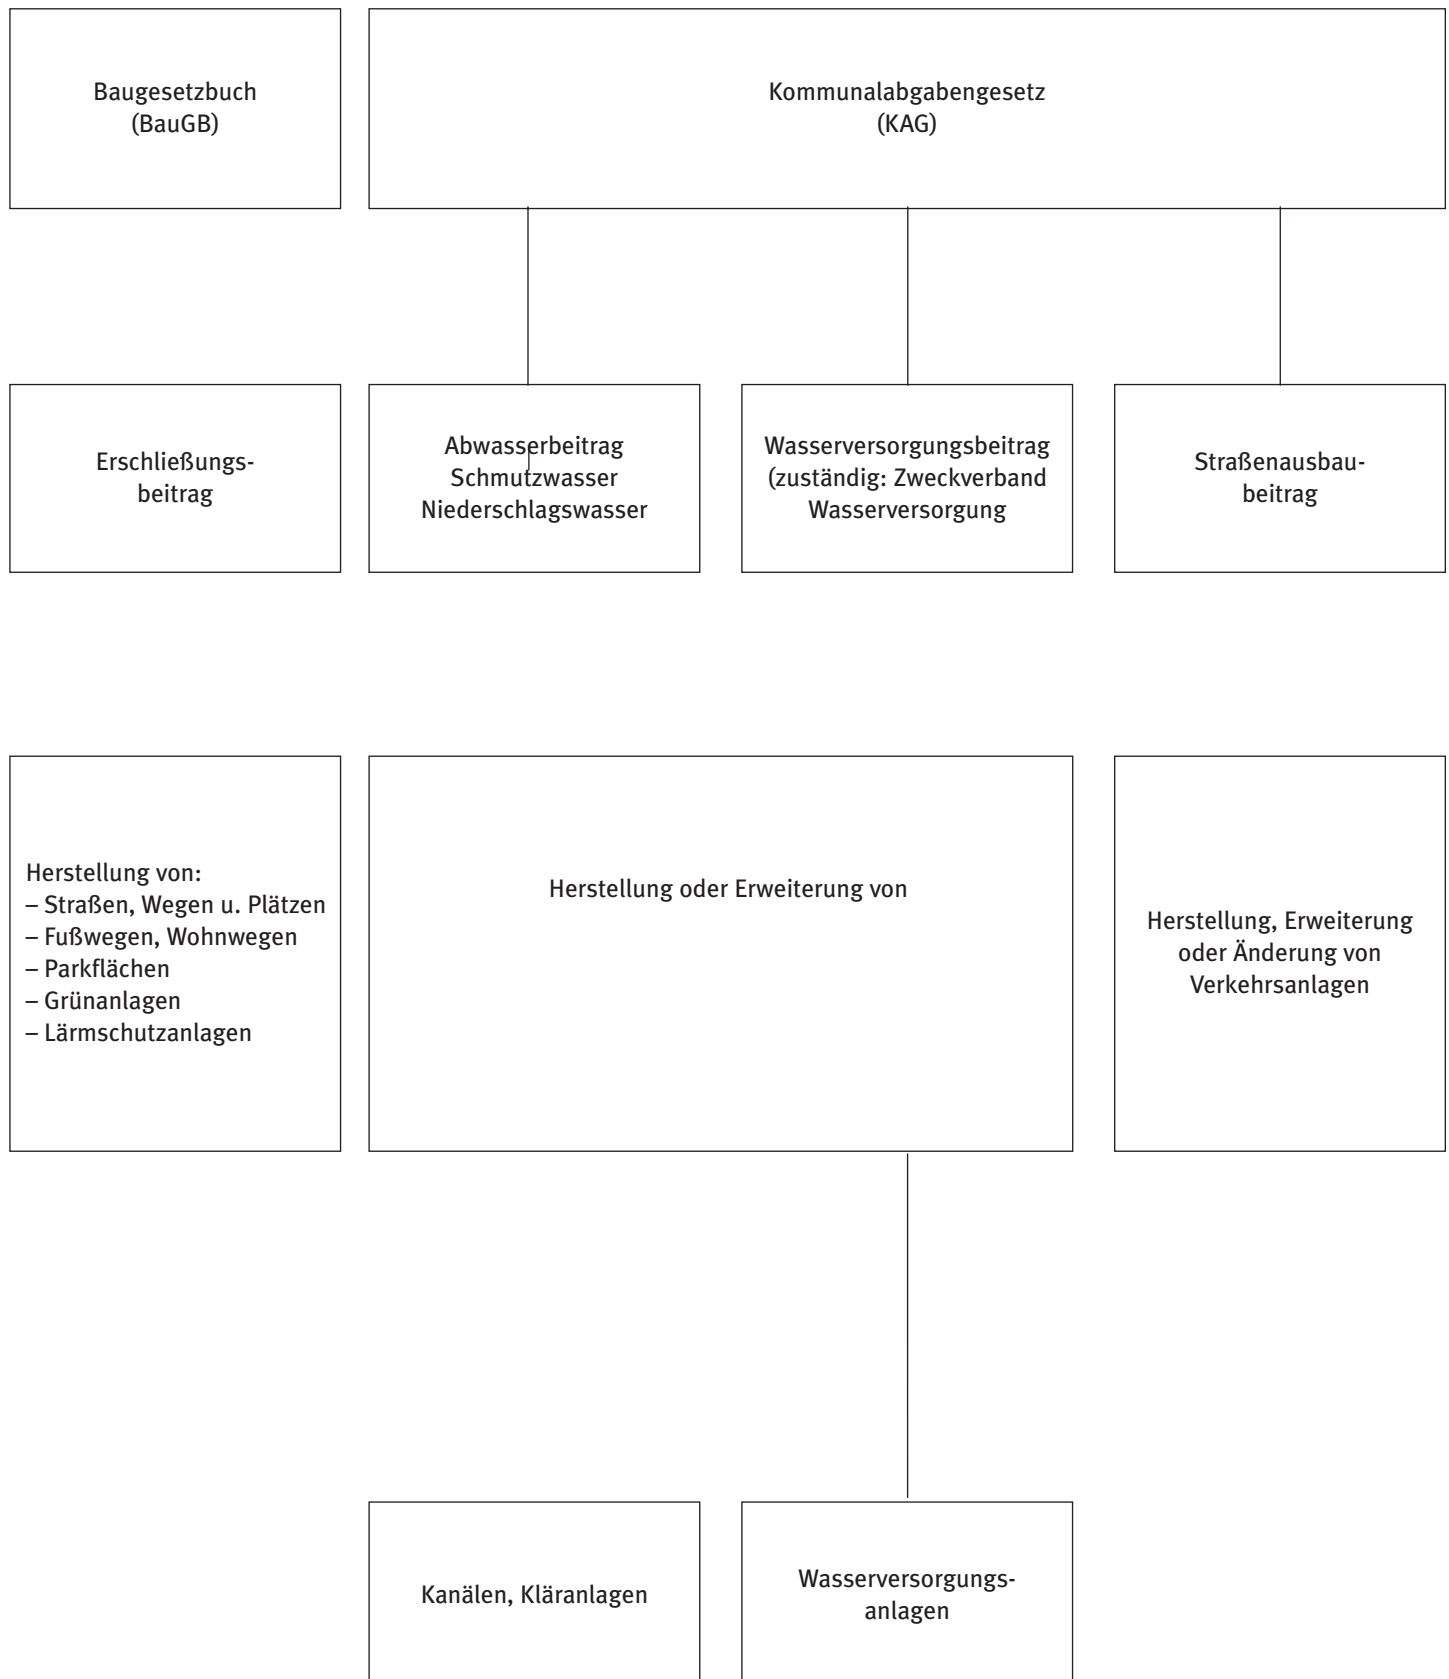 Baugesetzbuch
(BauGB)
Kommunalabgabengesetz
(KAG)
Erschließungs-
beitrag
Abwasserbeitrag
Schmutzwasser
Niederschlagswasser
Wasserversorgungsbeitrag
(zuständig: Zweckverband
Wasserversorgung
Straßenausbau-
beitrag
Herstellung von:
– Straßen, Wegen u. Plätzen
– Fußwegen, Wohnwegen
– Parkflächen
– Grünanlagen
– Lärmschutzanlagen
Herstellung oder Erweiterung von
Herstellung, Erweiterung
oder Änderung von
Verkehrsanlagen
Kanälen, Kläranlagen
Wasserversorgungs-
anlagen